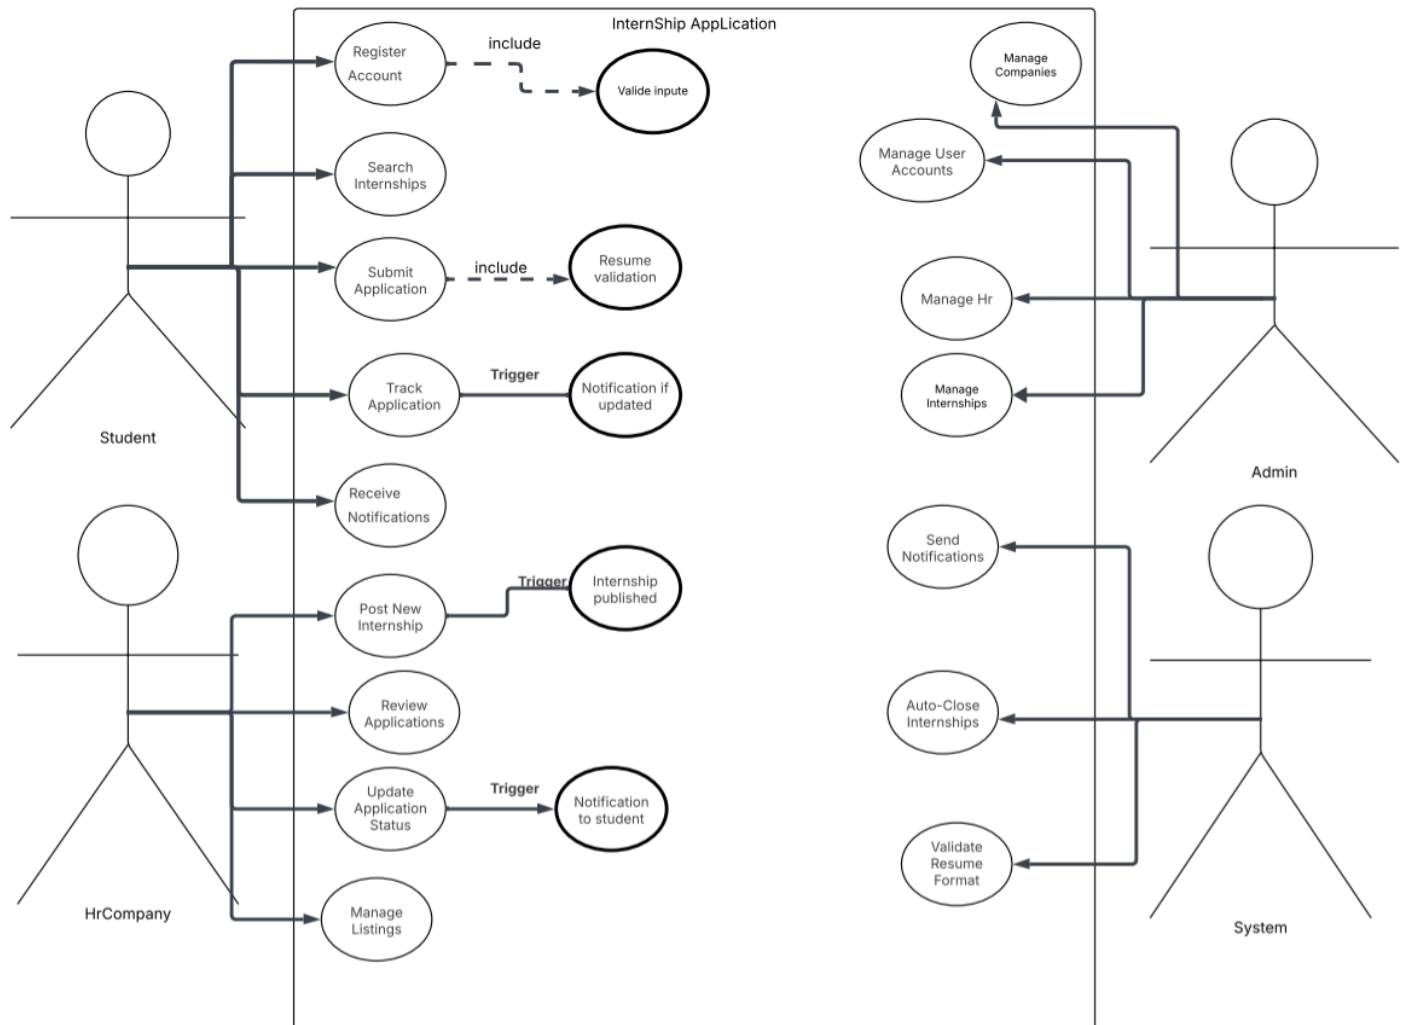 InternShip AppLication
Register
Account
include
Valide inpute
Manage
Companies
Search
Internships
Manage User
Accounts
Submit
Application
include
Resume
validation
Manage Hr
Track
Application
Trigger
Notification if
updated
Manage
Internships
Student
Admin
Receive
Notifications
Send
Notifications
Post New
Internship
Trigger
Internship
published
Review
Applications
Auto-Close
Internships
Update
Application
Status
Trigger
Notification
to student
Validate
Resume
Format
HrCompany
Manage
Listings
System